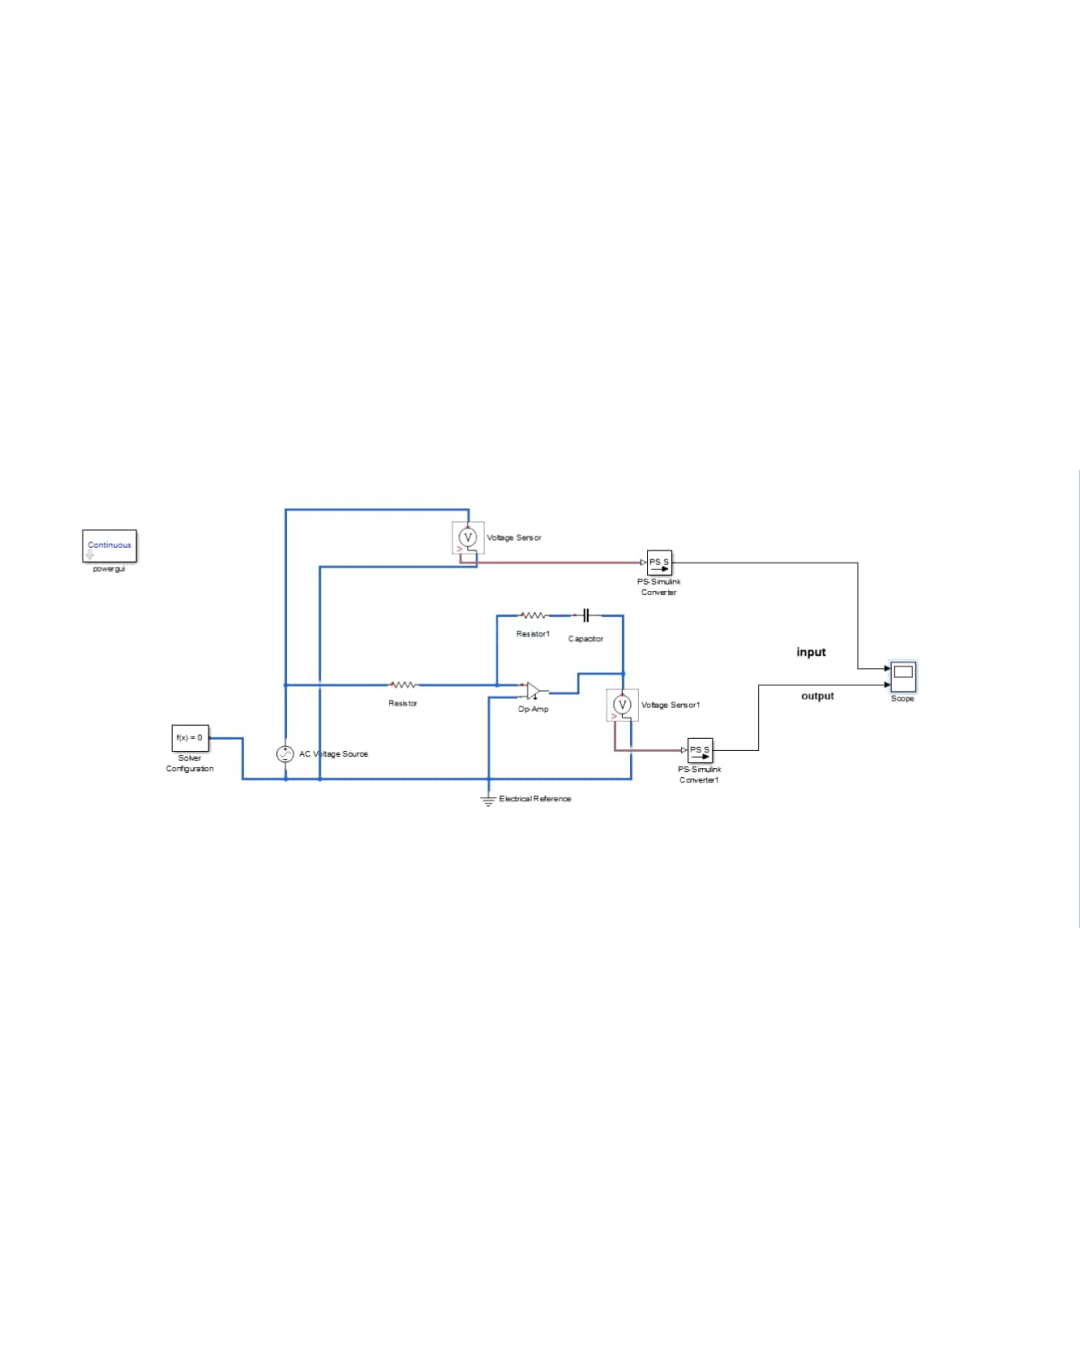 Voltage Sensor
Continuous
powergui
PS S
PS-Simulink
Converter
Resistor1
Capacitor
input
output
Scope
Resistor
Op-Amp
V
Voltage Sensor1
V
f(x) = 0
Solver
Configuration
AC Voltage Source
PS S
PS-Simulink
Converter1
Electrical Reference